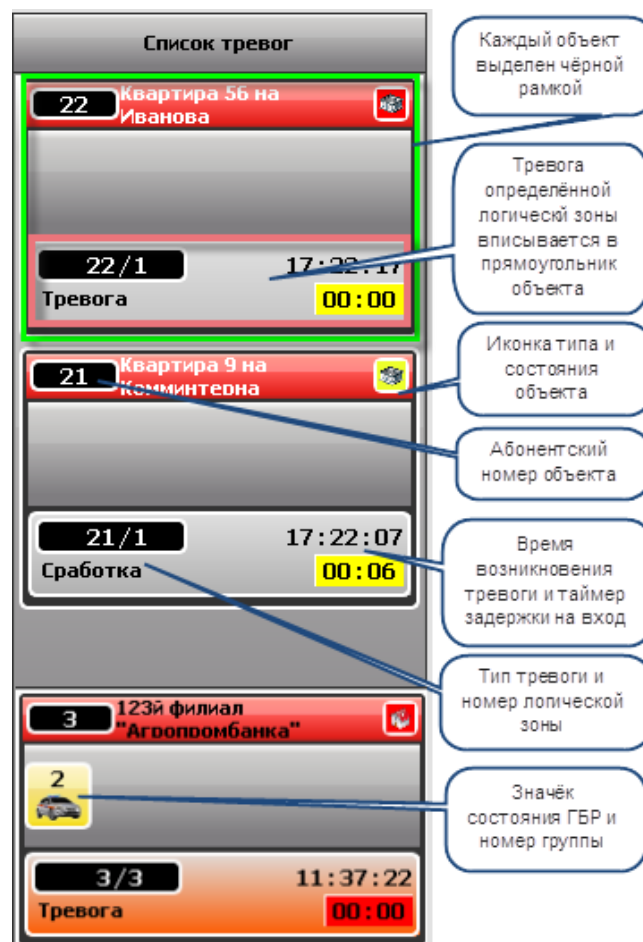 Список тревог
22
Квартира 56 на
Иванова
22/1
17:22:17
Тревога
00:00
21
Квартира 9 на
Комминтерна
21/1
17:22:07
Сработка
00:06
3
123й филиал
"Агропромбанка"
2
3/3
11:37:22
Тревога
00:00
Каждый объект
выделен чёрной
рамкой
Тревога
определённой
логической зоны
вписывается в
прямоугольник
объекта
Иконка типа и
состояния
объекта
Абонентский
номер объекта
Время
возникновения
тревоги и таймер
задержки на вход
Тип тревоги и
номер логической
зоны
Значёк
состояния ГБР и
номер группы